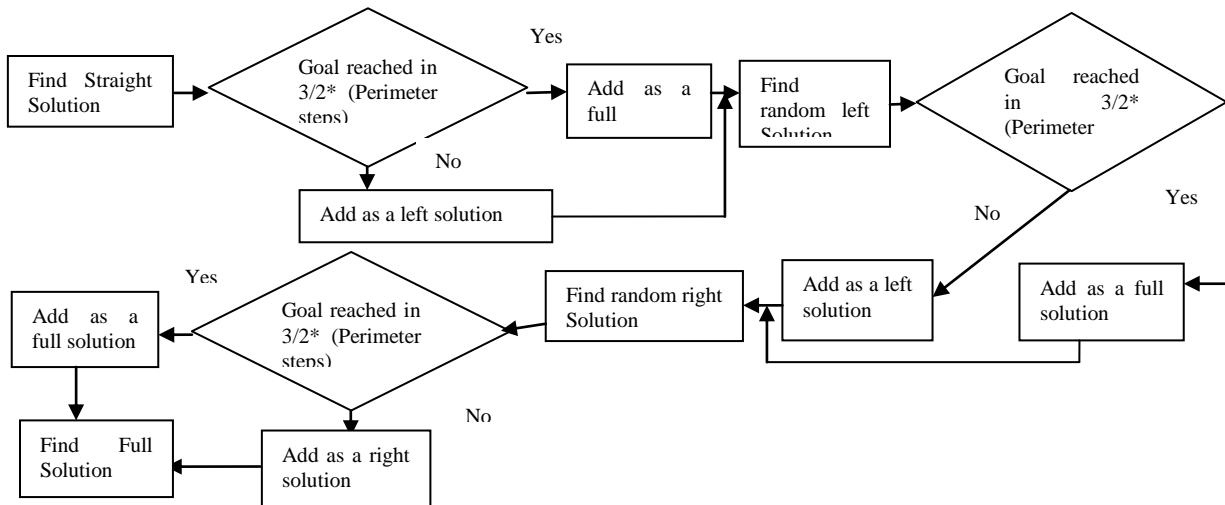 Find Straight
Solution
Goal reached in
3/2* (Perimeter
steps)
Yes
No
Add as a
full
Add as a left solution
Find
random left
Solution
Goal reached
in 3/2*
(Perimeter
Yes
No
Add as a full
solution
Add as a left
solution
Find random right
Solution
Goal reached in
3/2* (Perimeter
steps)
Yes
No
Add as a
full solution
Add as a right
solution
Find Full
Solution